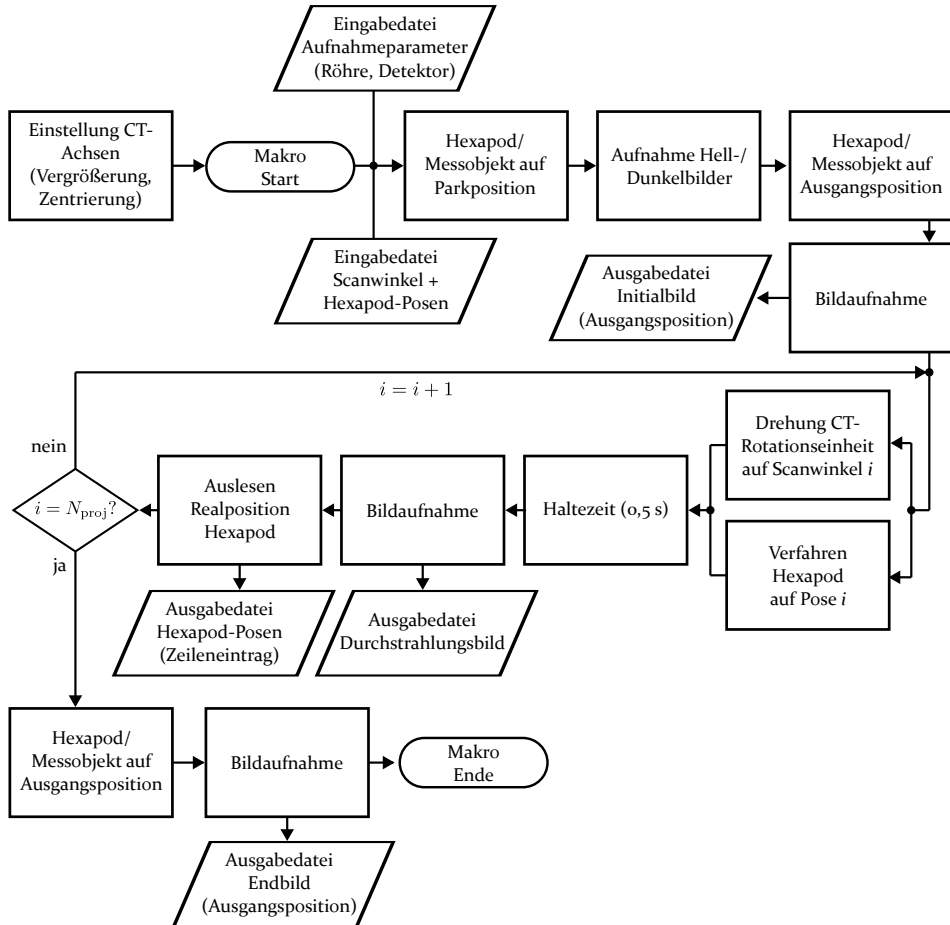 Eingabedatei
Aufnahmeparameter
(Röhre, Detektor)
Einstellung CT-
Achsen
(Vergrößerung,
Zentrierung)
Makro
Start
Hexapod/
Messobjekt auf
Parkposition
Aufnahme Hell-/
Dunkelbilder
Hexapod/
Messobjekt auf
Ausgangsposition
Eingabedatei
Scanwinkel +
Hexapod-Posen
Ausgabedatei
Initialbild
(Ausgangsposition)
Bildaufnahme
i = i + 1
nein
Drehung CT-
Rotationseinheit
auf Scanwinkel i
i = N_proj?
Auslesen
Realposition
Hexapod
Bildaufnahme
Haltezeit (0,5 s)
Verfahren
Hexapod
auf Pose i
ja
Ausgabedatei
Hexapod-Posen
(Zeileneintrag)
Ausgabedatei
Durchstrahlungsbild
Hexapod/
Messobjekt auf
Ausgangsposition
Bildaufnahme
Makro
Ende
Ausgabedatei
Endbild
(Ausgangsposition)